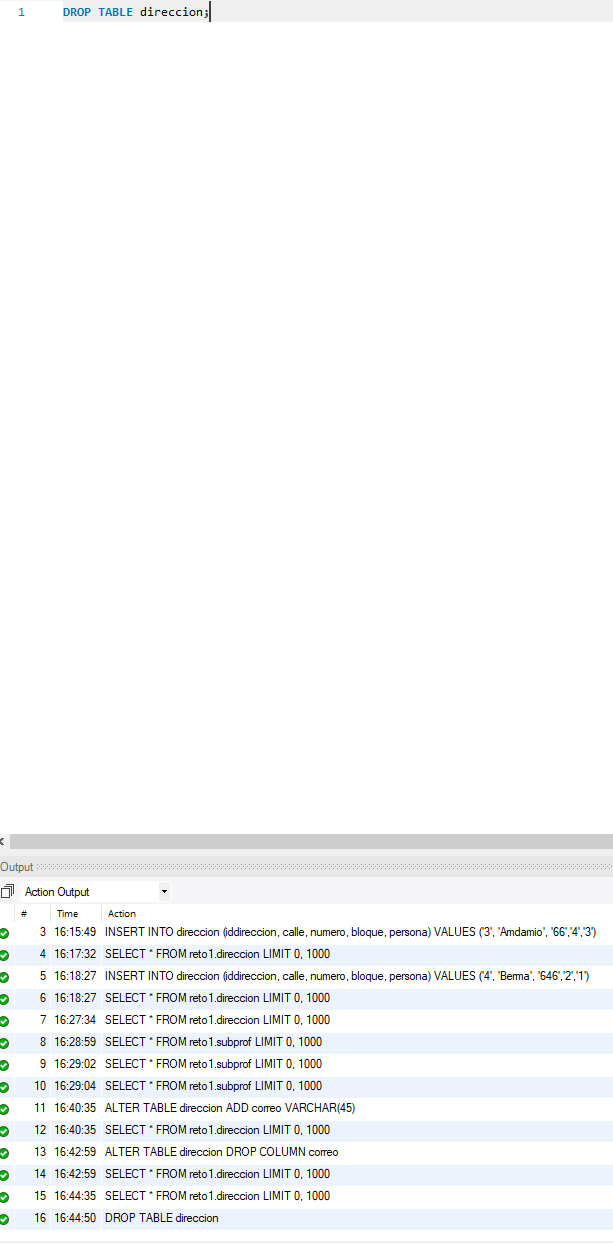 1 DROP TABLE direccion;
Output
Action Output
# Time Action
3 16:15:49 INSERT INTO direccion (iddireccion, calle, numero, bloque, persona) VALUES ('3', 'Amdamio', '66','4','3')
4 16:17:32 SELECT * FROM reto1.direccion LIMIT 0, 1000
5 16:18:27 INSERT INTO direccion (iddireccion, calle, numero, bloque, persona) VALUES ('4', 'Berma', '646','2','1')
6 16:18:27 SELECT * FROM reto1.direccion LIMIT 0, 1000
7 16:27:34 SELECT * FROM reto1.direccion LIMIT 0, 1000
8 16:28:59 SELECT * FROM reto1.subprof LIMIT 0, 1000
9 16:29:02 SELECT * FROM reto1.subprof LIMIT 0, 1000
10 16:29:04 SELECT * FROM reto1.subprof LIMIT 0, 1000
11 16:40:35 ALTER TABLE direccion ADD correo VARCHAR(45)
12 16:40:35 SELECT * FROM reto1.direccion LIMIT 0, 1000
13 16:42:59 ALTER TABLE direccion DROP COLUMN correo
14 16:42:59 SELECT * FROM reto1.direccion LIMIT 0, 1000
15 16:44:35 SELECT * FROM reto1.direccion LIMIT 0, 1000
16 16:44:50 DROP TABLE direccion